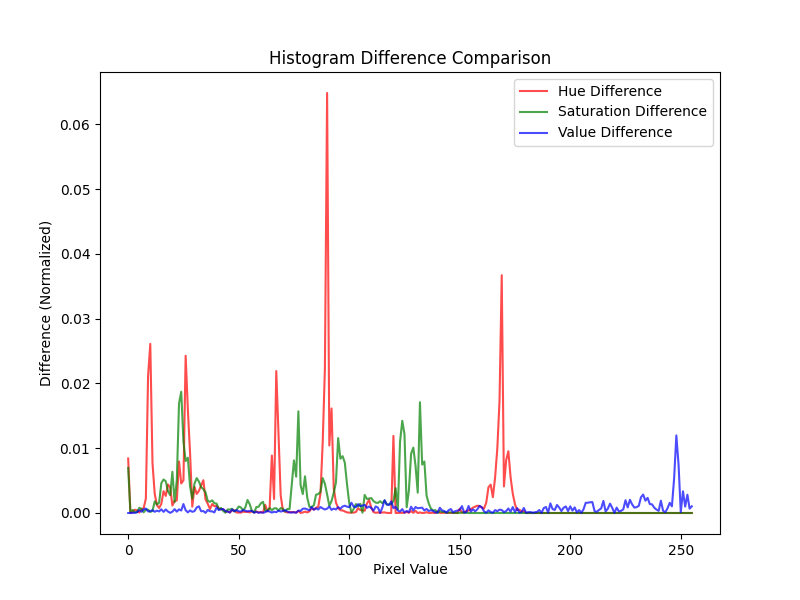 Histogram Difference Comparison
Hue Difference
Saturation Difference
Value Difference
0.06
0.05
0.04
0.03
0.02
0.01
0.00
Difference (Normalized)
0
50
100
150
200
250
Pixel Value